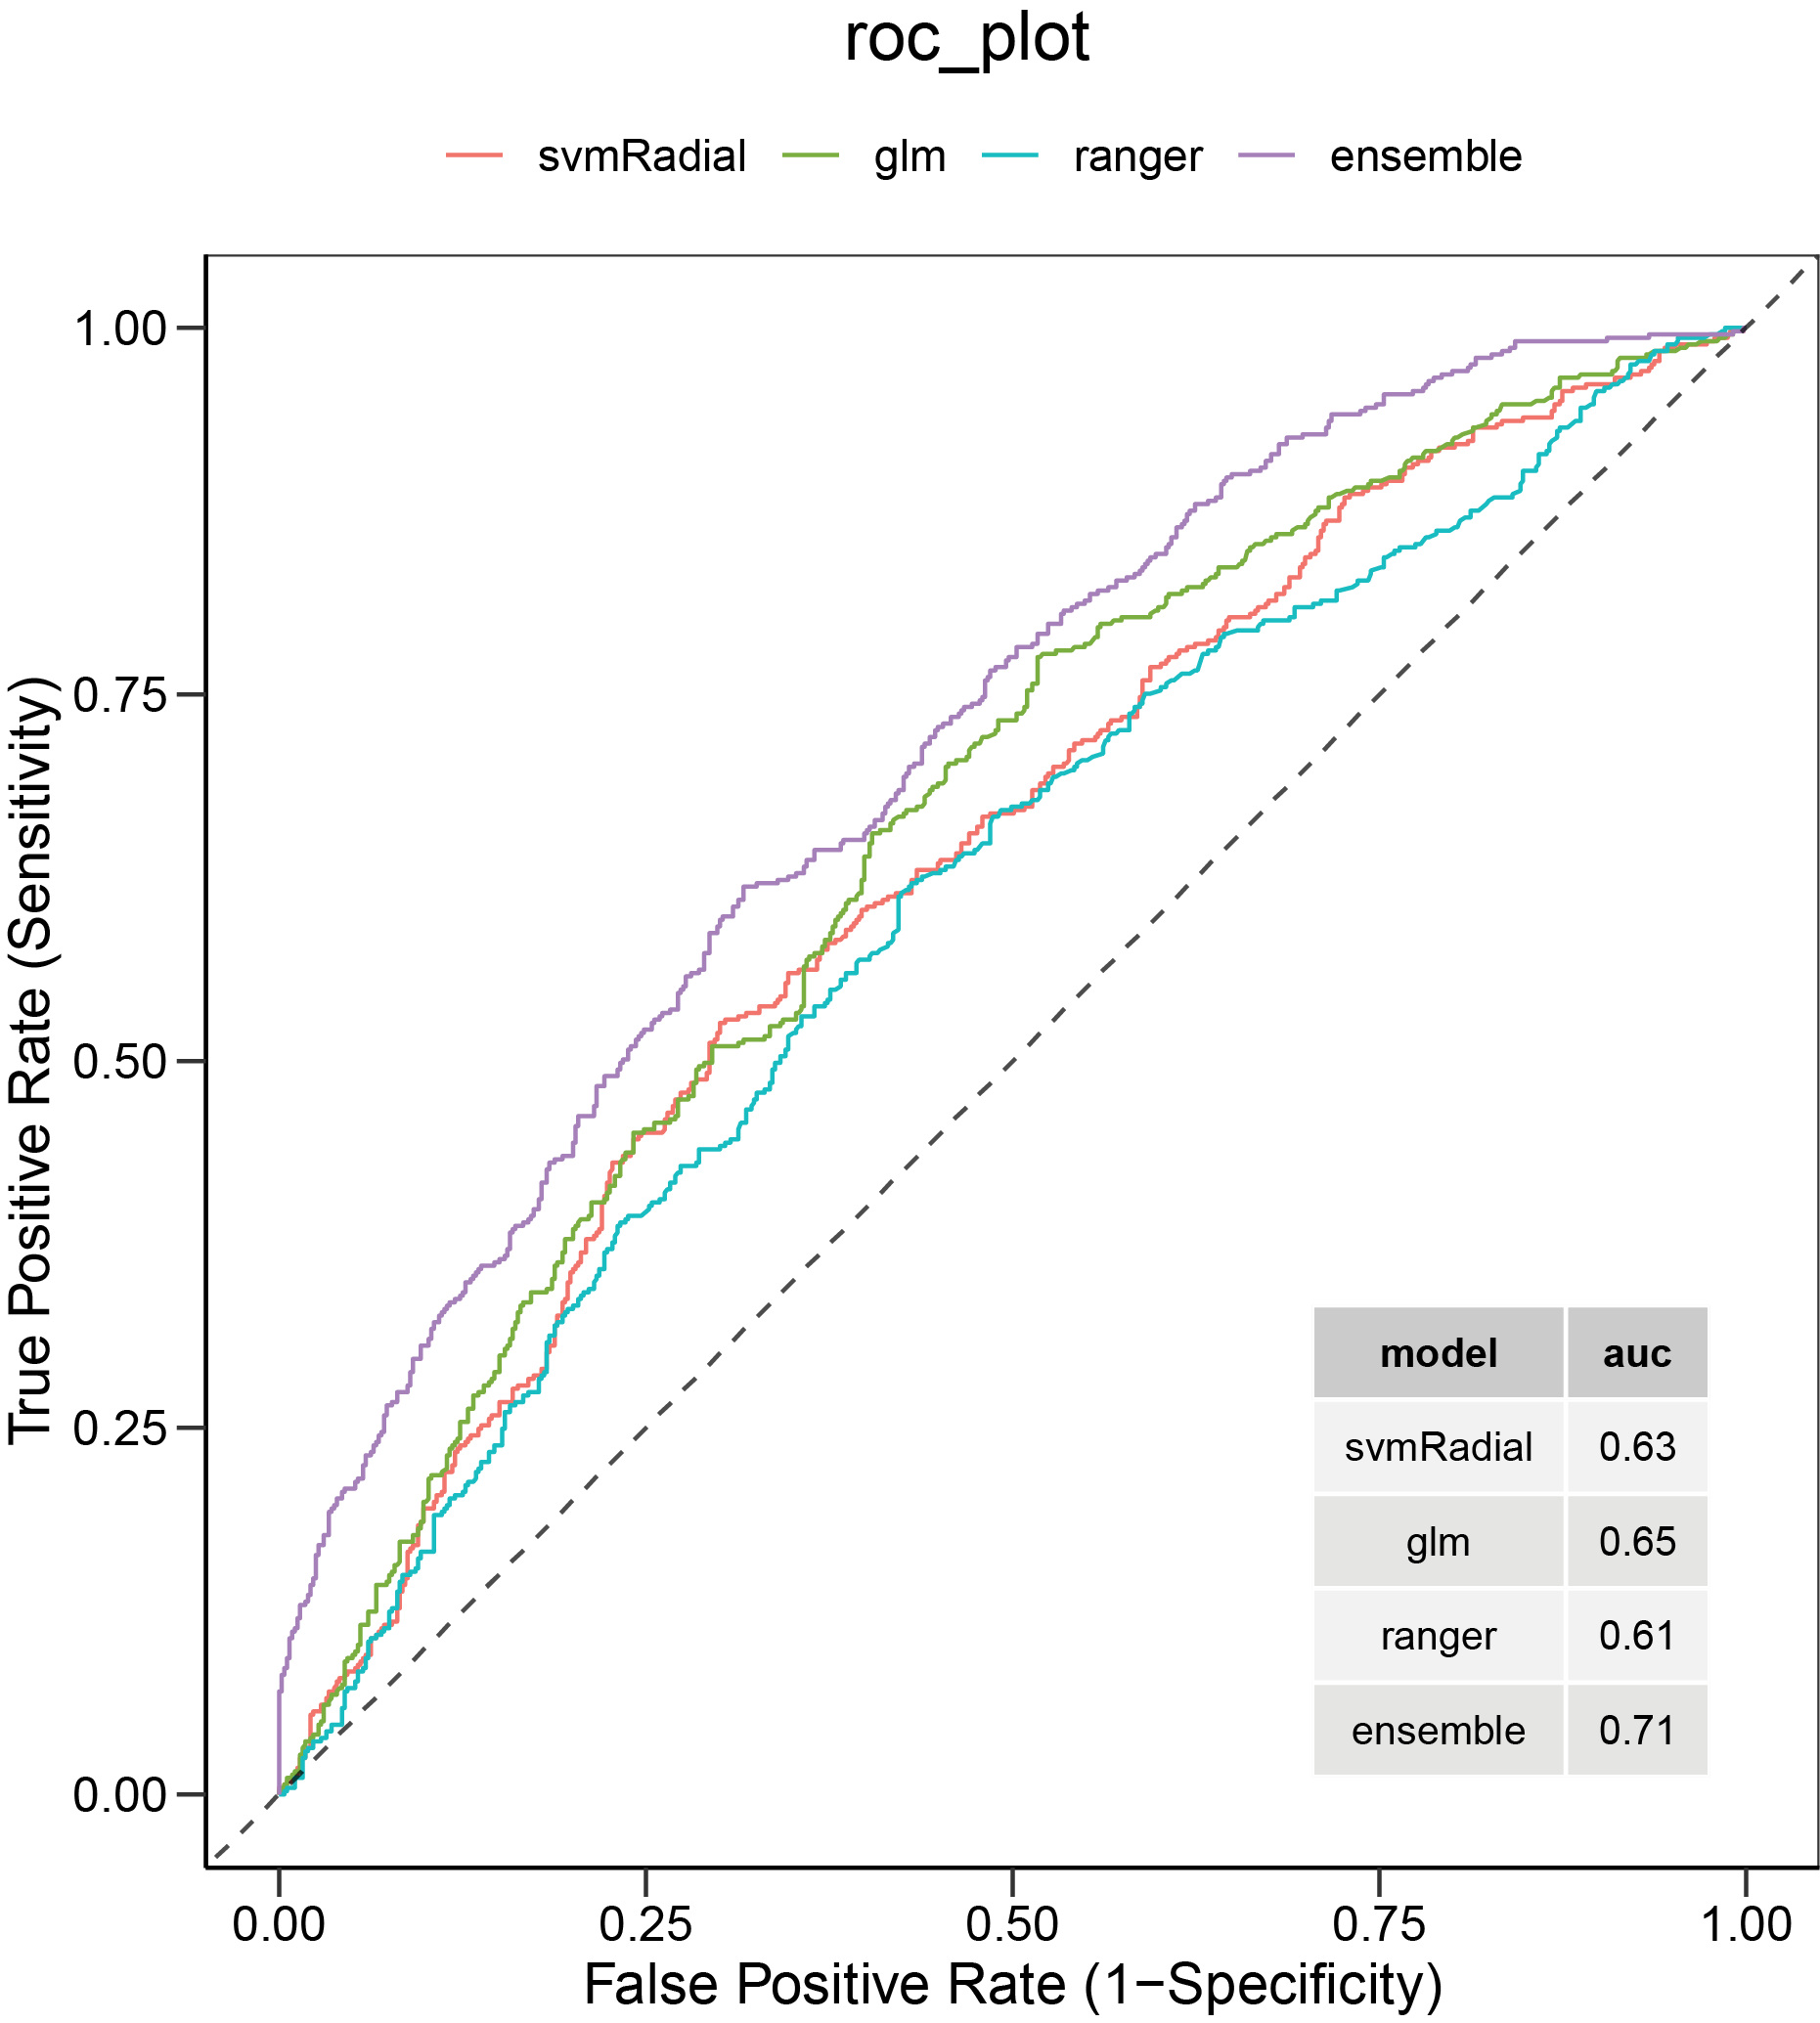 roc_plot
svmRadial glm ranger ensemble
True Positive Rate (Sensitivity)
1.00
0.75
0.50
0.25
0.00
model auc
svmRadial 0.63
glm 0.65
ranger 0.61
ensemble 0.71
0.00 0.25 0.50 0.75 1.00
False Positive Rate (1−Specificity)